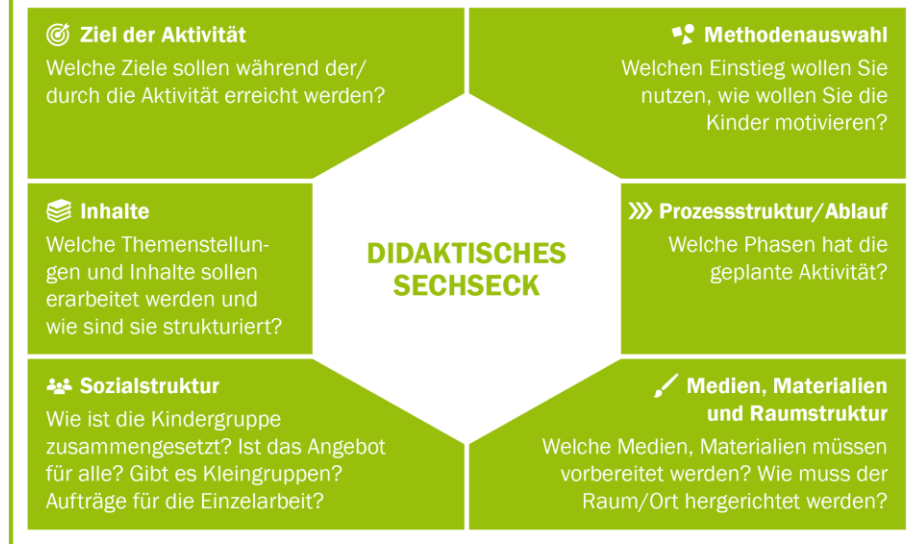 Ziel der Aktivität
Welche Ziele sollen während der/
durch die Aktivität erreicht werden?
Methodenauswahl
Welchen Einstieg wollen Sie
nutzen, wie wollen Sie die
Kinder motivieren?
Inhalte
Welche Themenstellun-
gen und Inhalte sollen
erarbeitet werden und
wie sind sie strukturiert?
DIDAKTISCHES
SECHSECK
Prozessstruktur/Ablauf
Welche Phasen hat die
geplante Aktivität?
Sozialstruktur
Wie ist die Kindergruppe
zusammengesetzt? Ist das Angebot
für alle? Gibt es Kleingruppen?
Aufträge für die Einzelarbeit?
Medien, Materialien
und Raumstruktur
Welche Medien, Materialien müssen
vorbereitet werden? Wie muss der
Raum/Ort hergerichtet werden?